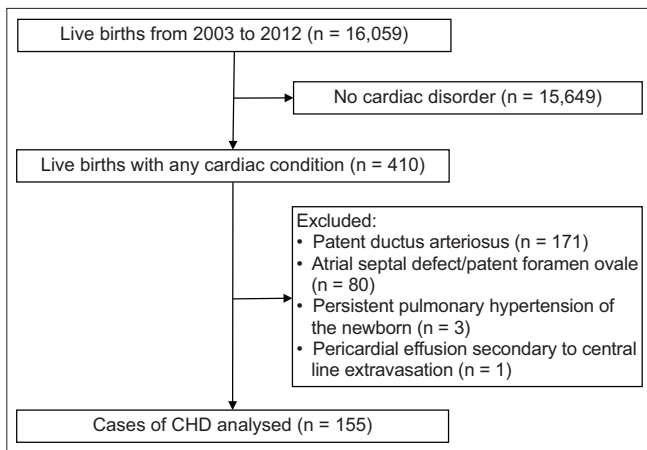 Live births from 2003 to 2012 (n = 16,059)
No cardiac disorder (n = 15,649)
Live births with any cardiac condition (n = 410)
Excluded:
• Patent ductus arteriosus (n = 171)
• Atrial septal defect/patent foramen ovale
(n = 80)
• Persistent pulmonary hypertension of
the newborn (n = 3)
• Pericardial effusion secondary to central
line extravasation (n = 1)
Cases of CHD analysed (n = 155)